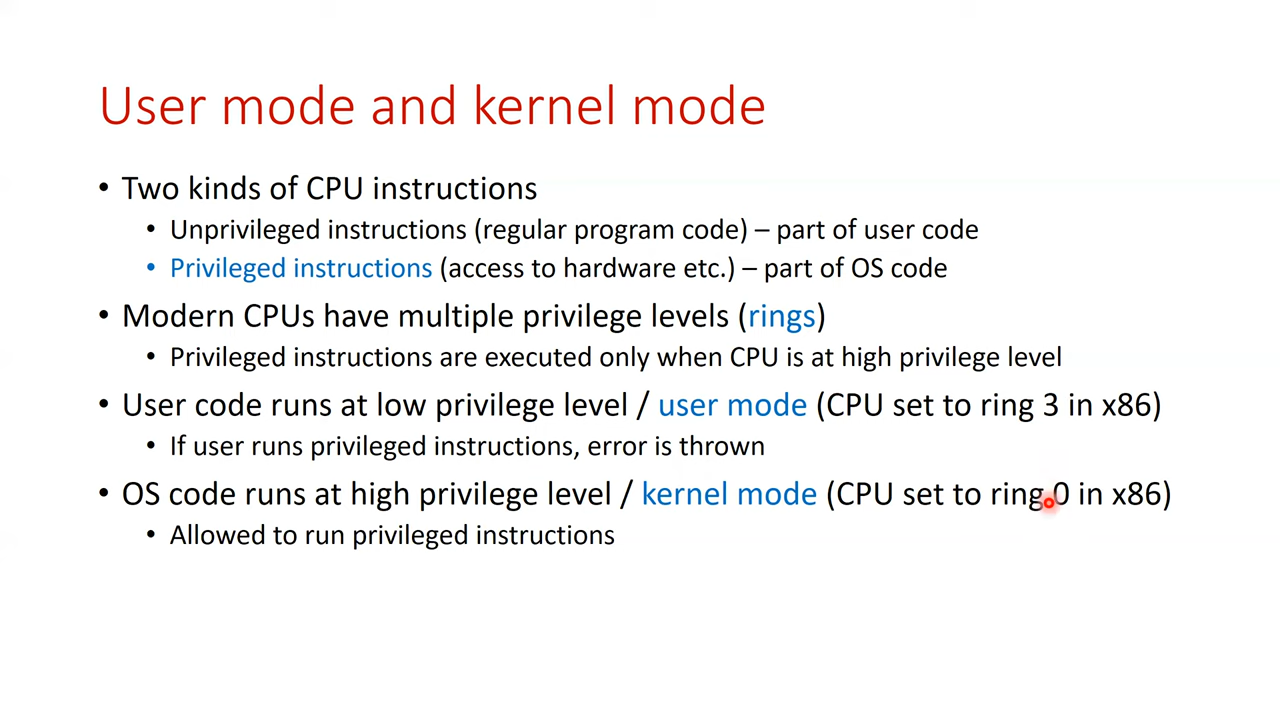 User mode and kernel mode
• Two kinds of CPU instructions
• Unprivileged instructions (regular program code) – part of user code
• Privileged instructions (access to hardware etc.) – part of OS code
• Modern CPUs have multiple privilege levels (rings)
• Privileged instructions are executed only when CPU is at high privilege level
• User code runs at low privilege level / user mode (CPU set to ring 3 in x86)
• If user runs privileged instructions, error is thrown
• OS code runs at high privilege level / kernel mode (CPU set to ring 0 in x86)
• Allowed to run privileged instructions